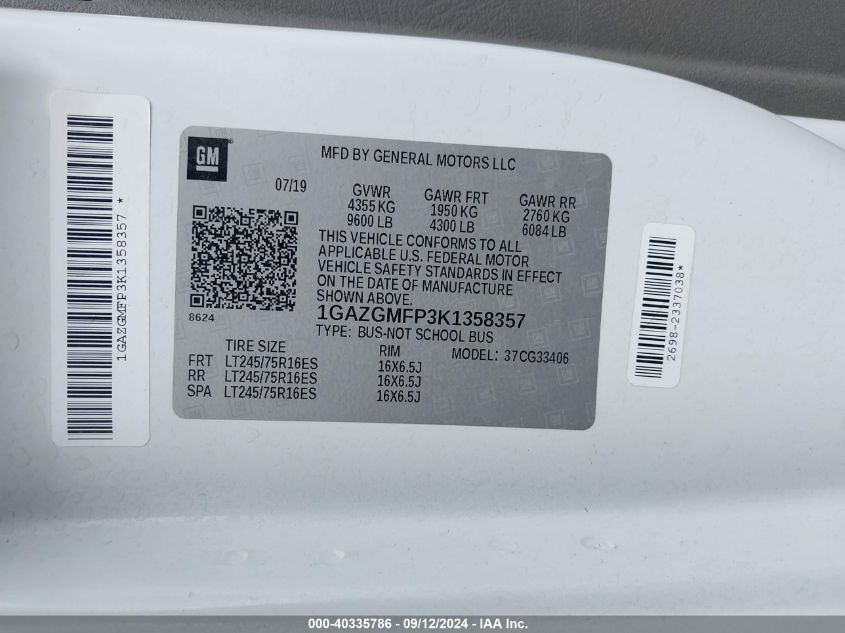 1GAZGMFP3K1358357 *
GM
MFD BY GENERAL MOTORS LLC
07/19 GVWR GAWR FRT GAWR RR
4355 KG 1950 KG 2760 KG
9600 LB 4300 LB 6084 LB
THIS VEHICLE CONFORMS TO ALL
APPLICABLE U.S. FEDERAL MOTOR
VEHICLE SAFETY STANDARDS IN EFFECT
ON THE DATE OF MANUFACTURE
SHOWN ABOVE.
8624
1GAZGMFP3K1358357
TYPE: BUS-NOT SCHOOL BUS
TIRE SIZE RIM MODEL: 37CG33406
FRT LT245/75R16ES 16X6.5J
RR LT245/75R16ES 16X6.5J
SPA LT245/75R16ES 16X6.5J
2698-2337038*
000-40335786 - 09/12/2024 - IAA Inc.